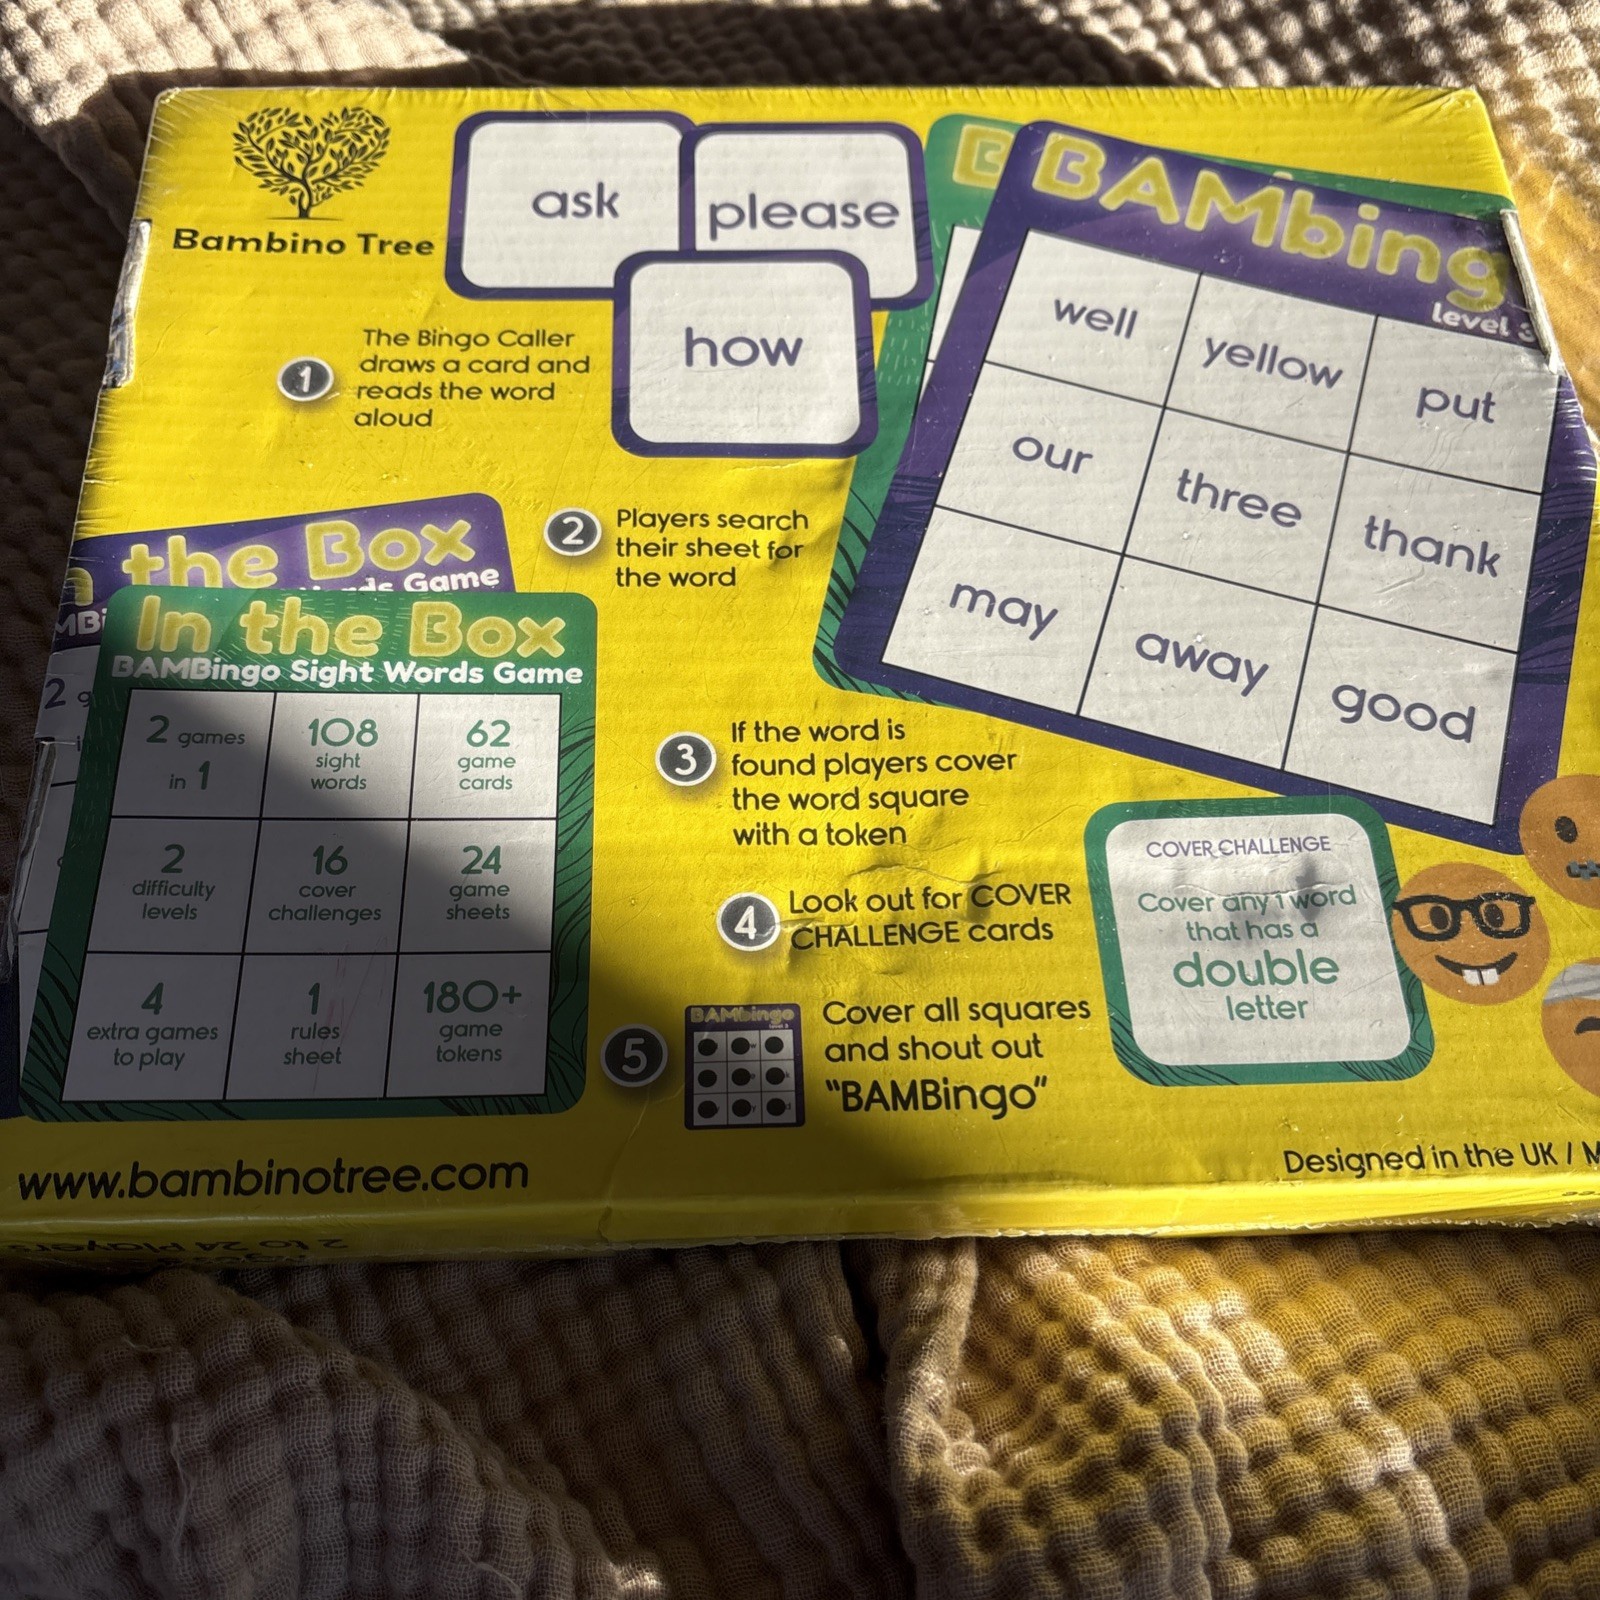 Bambino Tree
ask
please
how
BAMbing
level 3
well
yellow
put
our
three
thank
may
away
good
1
The Bingo Caller
draws a card and
reads the word
aloud
2
Players search
their sheet for
the word
the Box
Game
In the Box
BAMBingo Sight Words Game
2 games
in 1
108
sight
words
62
game
cards
2
difficulty
levels
16
cover
challenges
24
game
sheets
4
extra games
to play
1
rules
sheet
180+
game
tokens
3
If the word is
found players cover
the word square
with a token
4
Look out for COVER
CHALLENGE cards
COVER CHALLENGE
Cover any 1 word
that has a
double
letter
5
BAMbingo
Cover all squares
and shout out
"BAMBingo"
www.bambinotree.com
Designed in the UK / M
2 to 24 Players